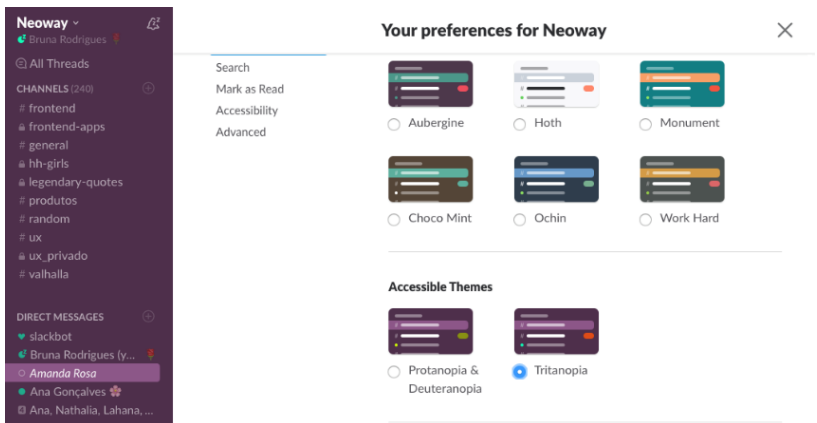 Neoway
Bruna Rodrigues
All Threads
CHANNELS (240)
# frontend
frontend-apps
# general
hh-girls
legendary-quotes
# produtos
# random
# ux
ux_privado
# valhalla
DIRECT MESSAGES
slackbot
Bruna Rodrigues (y...
Amanda Rosa
Ana Gonçalves
Ana, Nathalia, Lahana, ...
Your preferences for Neoway
Search
Mark as Read
Accessibility
Advanced
Aubergine
Hoth
Monument
Choco Mint
Ochin
Work Hard
Accessible Themes
Protanopia &
Deuteranopia
Tritanopia